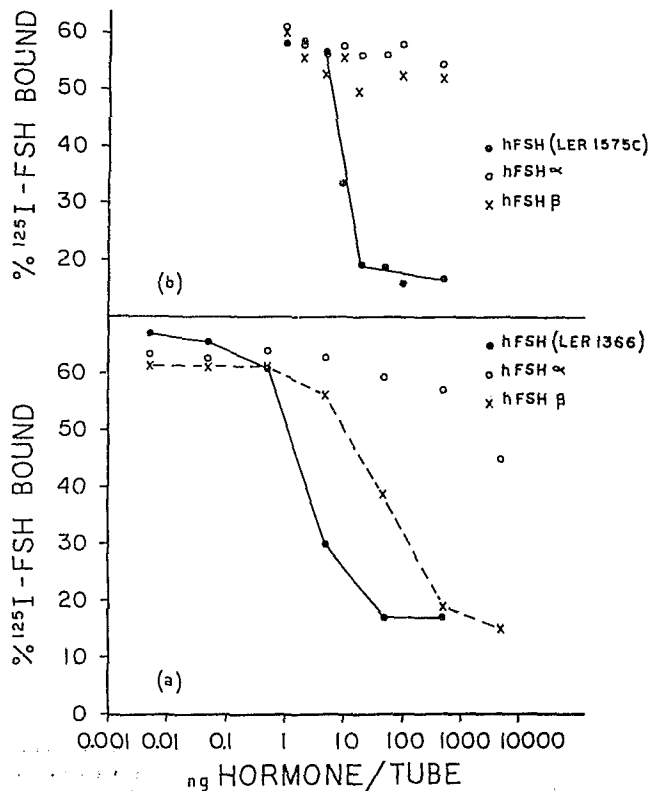 60
50
40
30
20
% ¹²⁵I-FSH BOUND
hFSH (LER 1575C)
hFSH α
hFSH β
(b)
60
50
40
30
20
10
0
% ¹²⁵I-FSH BOUND
hFSH (LER 1366)
hFSH α
hFSH β
(a)
0.001 0.01 0.1 1 10 100 1000 10000
ng HORMONE/TUBE